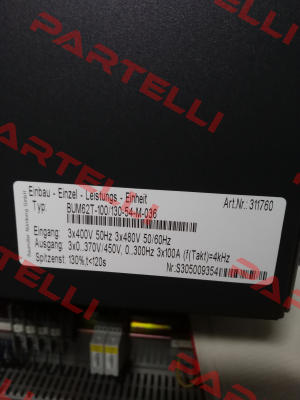 PARTELLI
Einbau - Einzel - Leistungs - Einheit
Typ: BUM62T-100/130-54-M-036
Art.Nr.: 311760
Eingang: 3x400V 50Hz 3x480V 50/60Hz
Ausgang: 3x0..370V/450V, 0..300Hz 3x100A (f(Takt)=4kHz
Spitzenst: 130%,t<120s
Nr.:S305009354
PARTELLI
PARTELLI